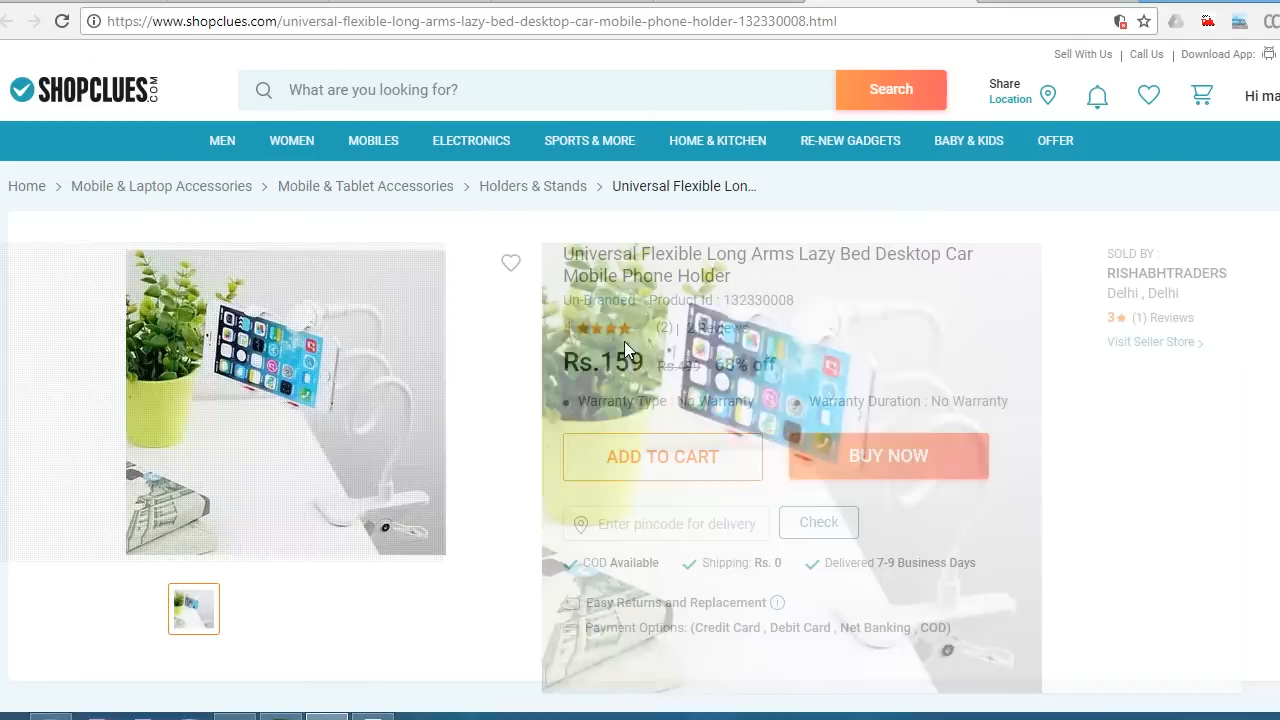 https://www.shopclues.com/universal-flexible-long-arms-lazy-bed-desktop-car-mobile-phone-holder-132330008.html
Sell With Us | Call Us | Download App:
SHOPCLUES.COM
What are you looking for?
Search
Share
Location
Hi ma
MEN WOMEN MOBILES ELECTRONICS SPORTS & MORE HOME & KITCHEN RE-NEW GADGETS BABY & KIDS OFFER
Home > Mobile & Laptop Accessories > Mobile & Tablet Accessories > Holders & Stands > Universal Flexible Lon...
Universal Flexible Long Arms Lazy Bed Desktop Car
Mobile Phone Holder
Un-Branded Product Id : 132330008
4 (2) | 2 Reviews
Rs.159 Rs.499 68% off
Warranty Type : No Warranty
Warranty Duration : No Warranty
ADD TO CART
BUY NOW
Enter pincode for delivery
Check
COD Available
Shipping: Rs. 0
Delivered 7-9 Business Days
Easy Returns and Replacement
Payment Options: (Credit Card , Debit Card , Net Banking , COD)
SOLD BY :
RISHABHTRADERS
Delhi , Delhi
3 (1) Reviews
Visit Seller Store >